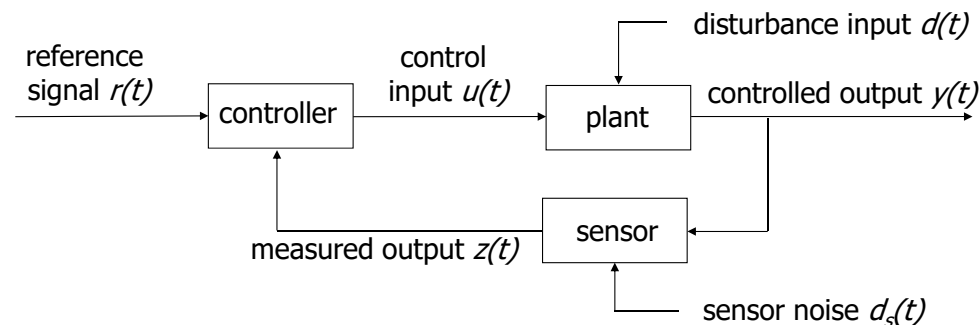 disturbance input d(t)
reference
signal r(t)
control
input u(t)
controlled output y(t)
controller
plant
sensor
measured output z(t)
sensor noise dₛ(t)